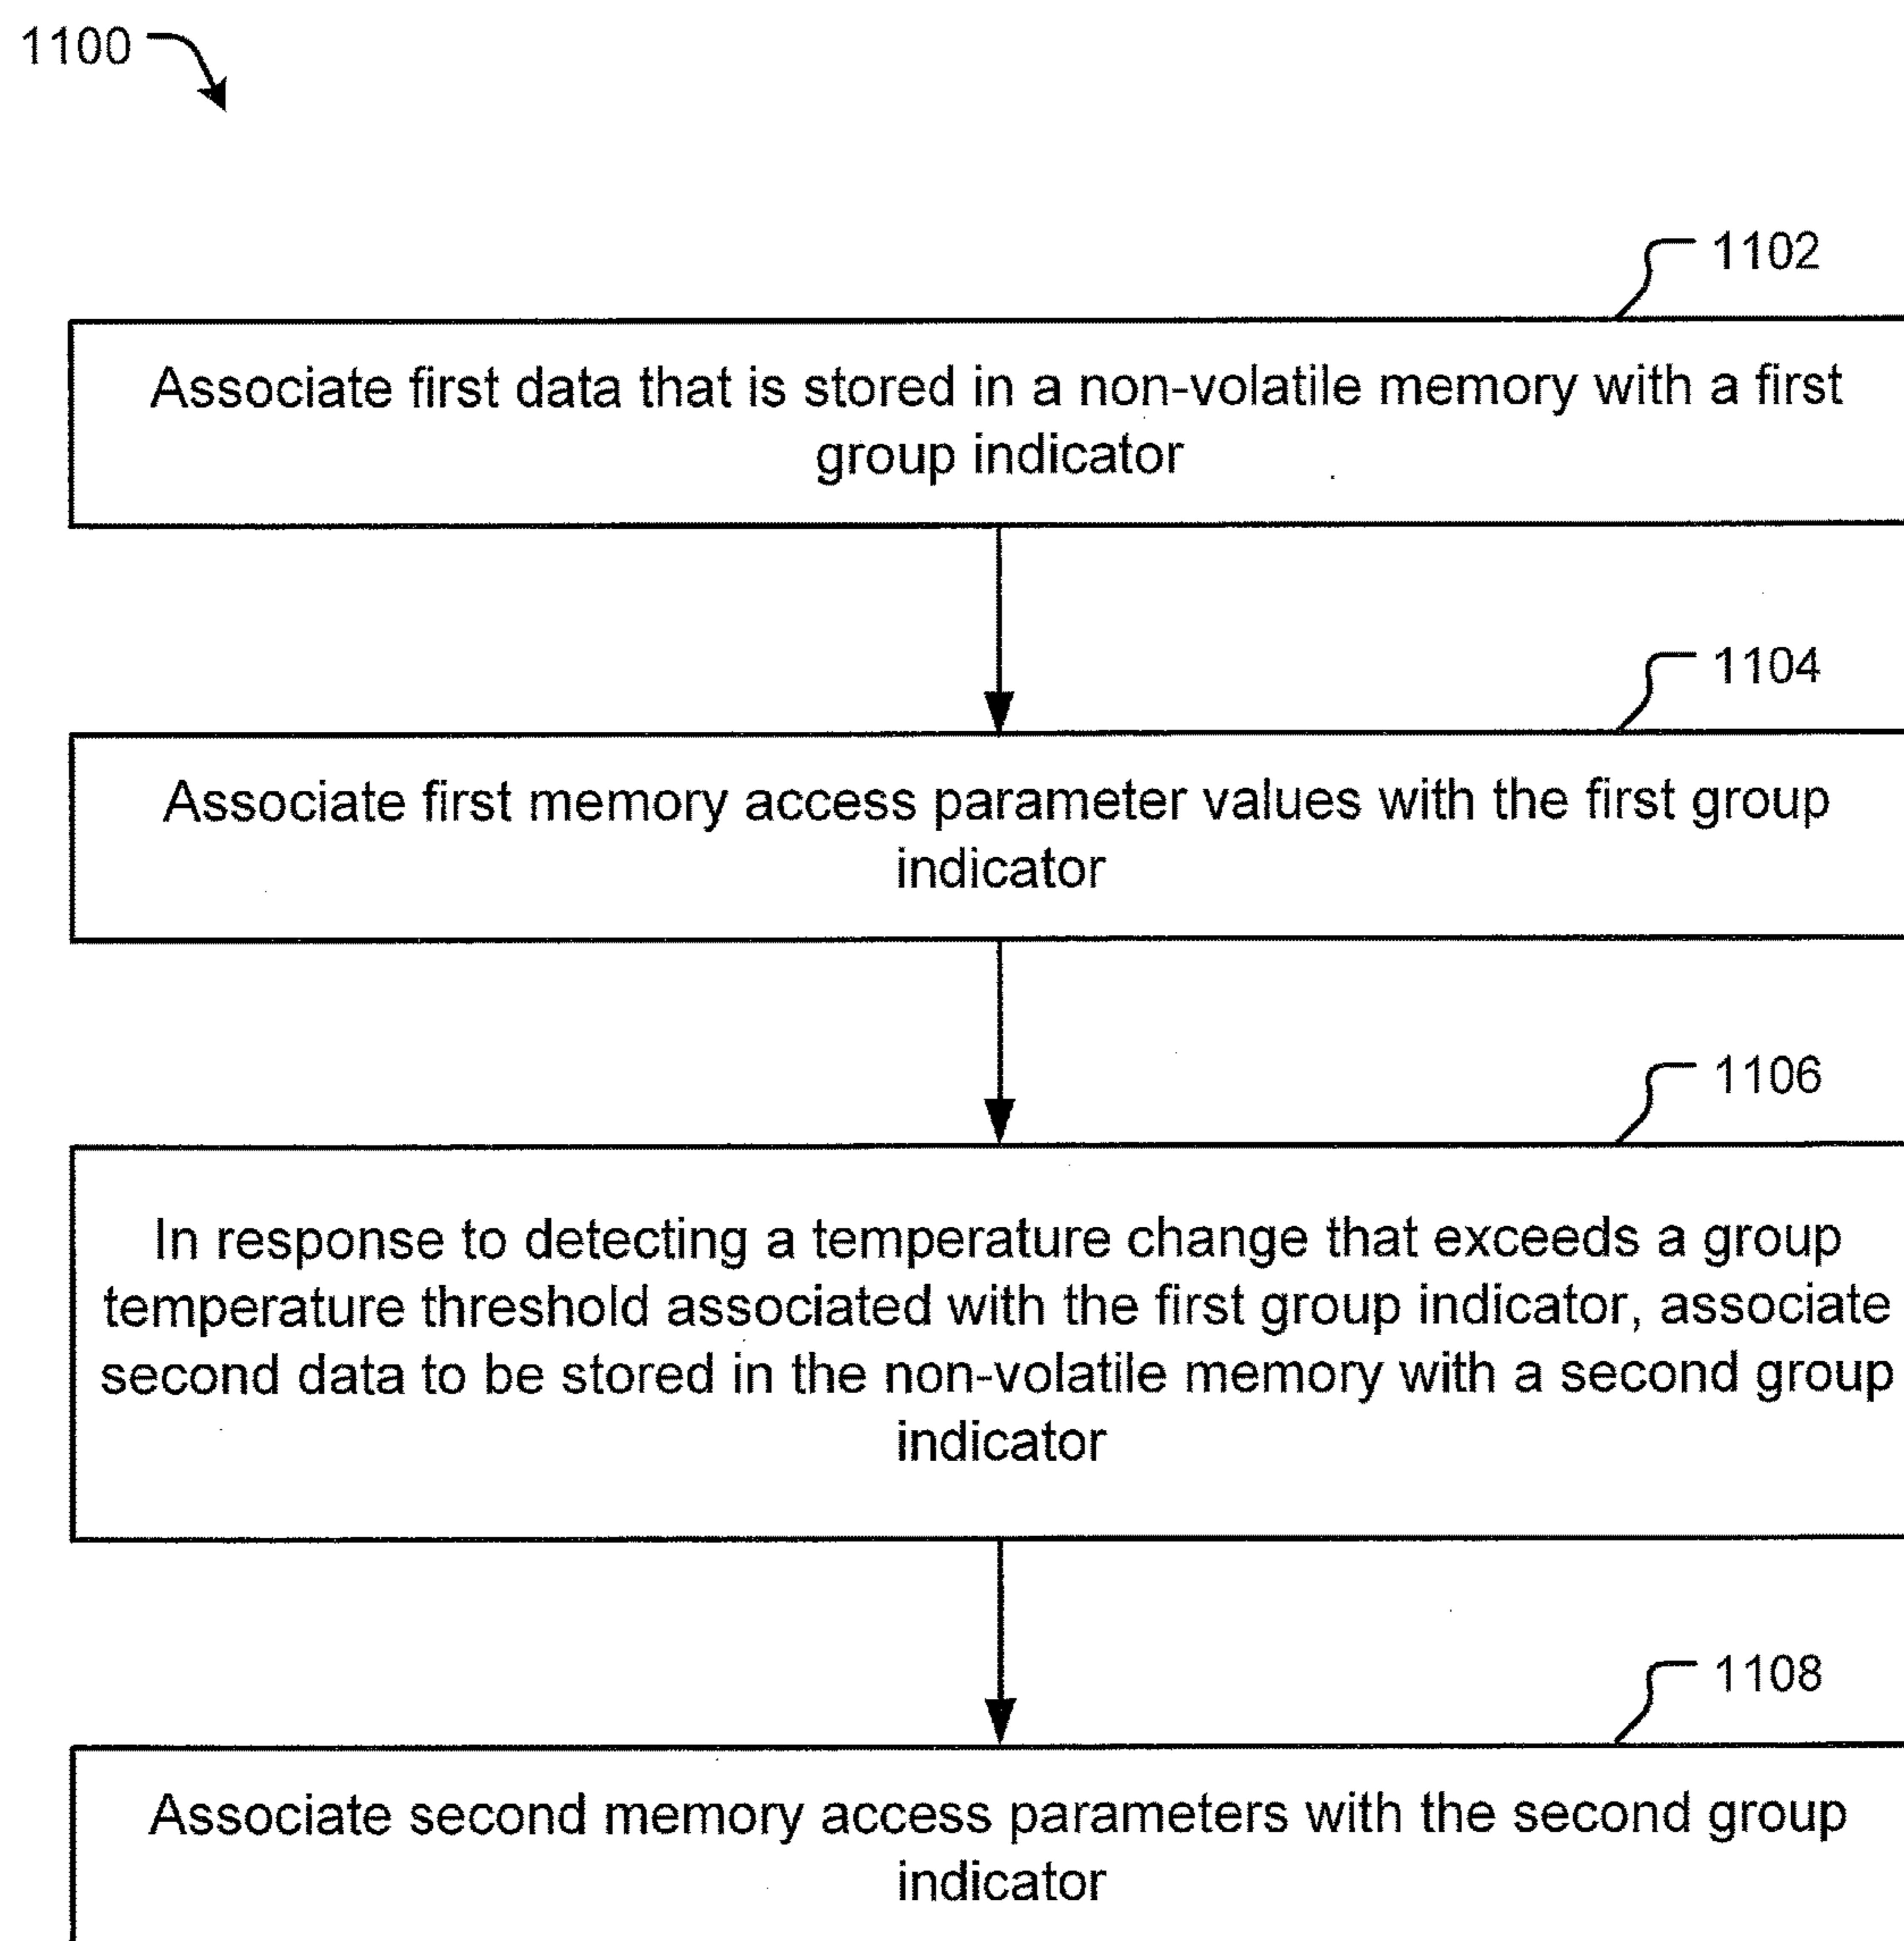 1100
1102
Associate first data that is stored in a non-volatile memory with a first
group indicator
1104
Associate first memory access parameter values with the first group
indicator
1106
In response to detecting a temperature change that exceeds a group
temperature threshold associated with the first group indicator, associate
second data to be stored in the non-volatile memory with a second group
indicator
1108
Associate second memory access parameters with the second group
indicator